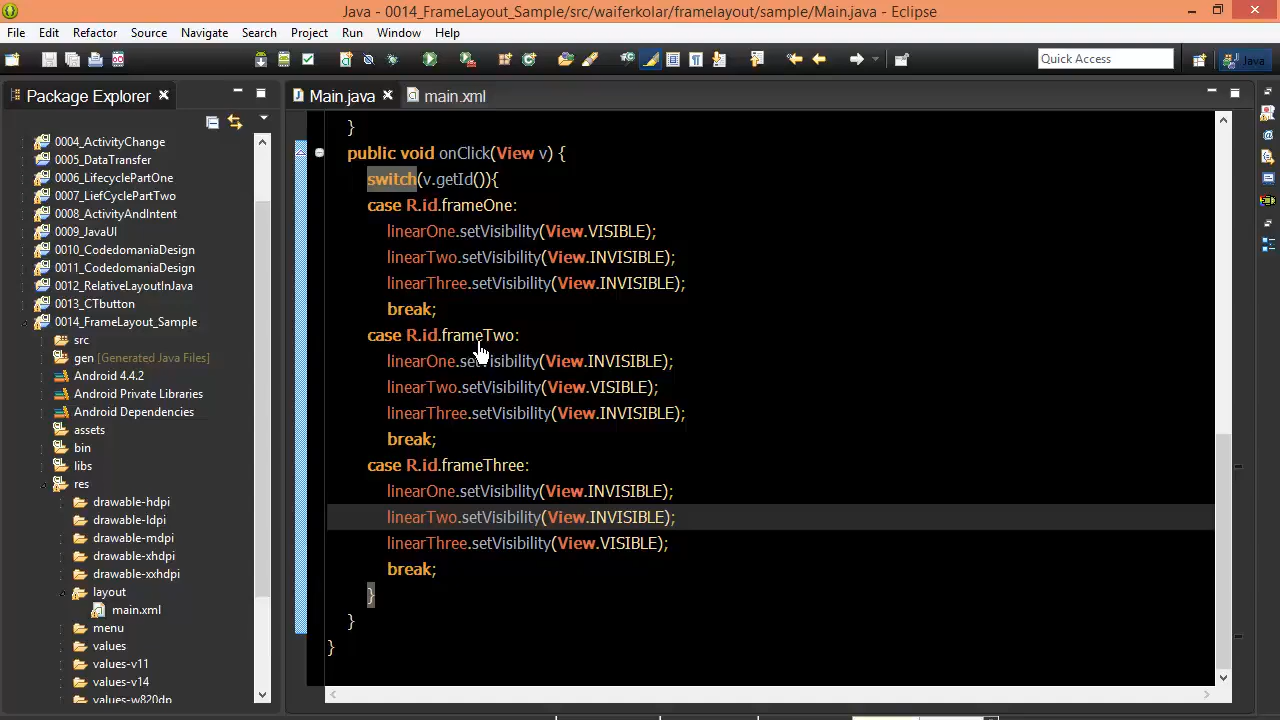 Java - 0014_FrameLayout_Sample/src/waiferkolar/framelayout/sample/Main.java - Eclipse
File Edit Refactor Source Navigate Search Project Run Window Help
Quick Access
Java
Package Explorer
Main.java
main.xml
0004_ActivityChange
0005_DataTransfer
0006_LifecyclePartOne
0007_LiefCyclePartTwo
0008_ActivityAndIntent
0009_JavaUI
0010_CodedomaniaDesign
0011_CodedomaniaDesign
0012_RelativeLayoutInJava
0013_CTbutton
0014_FrameLayout_Sample
src
gen [Generated Java Files]
Android 4.4.2
Android Private Libraries
Android Dependencies
assets
bin
libs
res
drawable-hdpi
drawable-ldpi
drawable-mdpi
drawable-xhdpi
drawable-xxhdpi
layout
main.xml
menu
values
values-v11
values-v14
values-w820dp
}
public void onClick(View v) {
switch(v.getId()){
case R.id.frameOne:
linearOne.setVisibility(View.VISIBLE);
linearTwo.setVisibility(View.INVISIBLE);
linearThree.setVisibility(View.INVISIBLE);
break;
case R.id.frameTwo:
linearOne.setVisibility(View.INVISIBLE);
linearTwo.setVisibility(View.VISIBLE);
linearThree.setVisibility(View.INVISIBLE);
break;
case R.id.frameThree:
linearOne.setVisibility(View.INVISIBLE);
linearTwo.setVisibility(View.INVISIBLE);
linearThree.setVisibility(View.VISIBLE);
break;
}
}
}